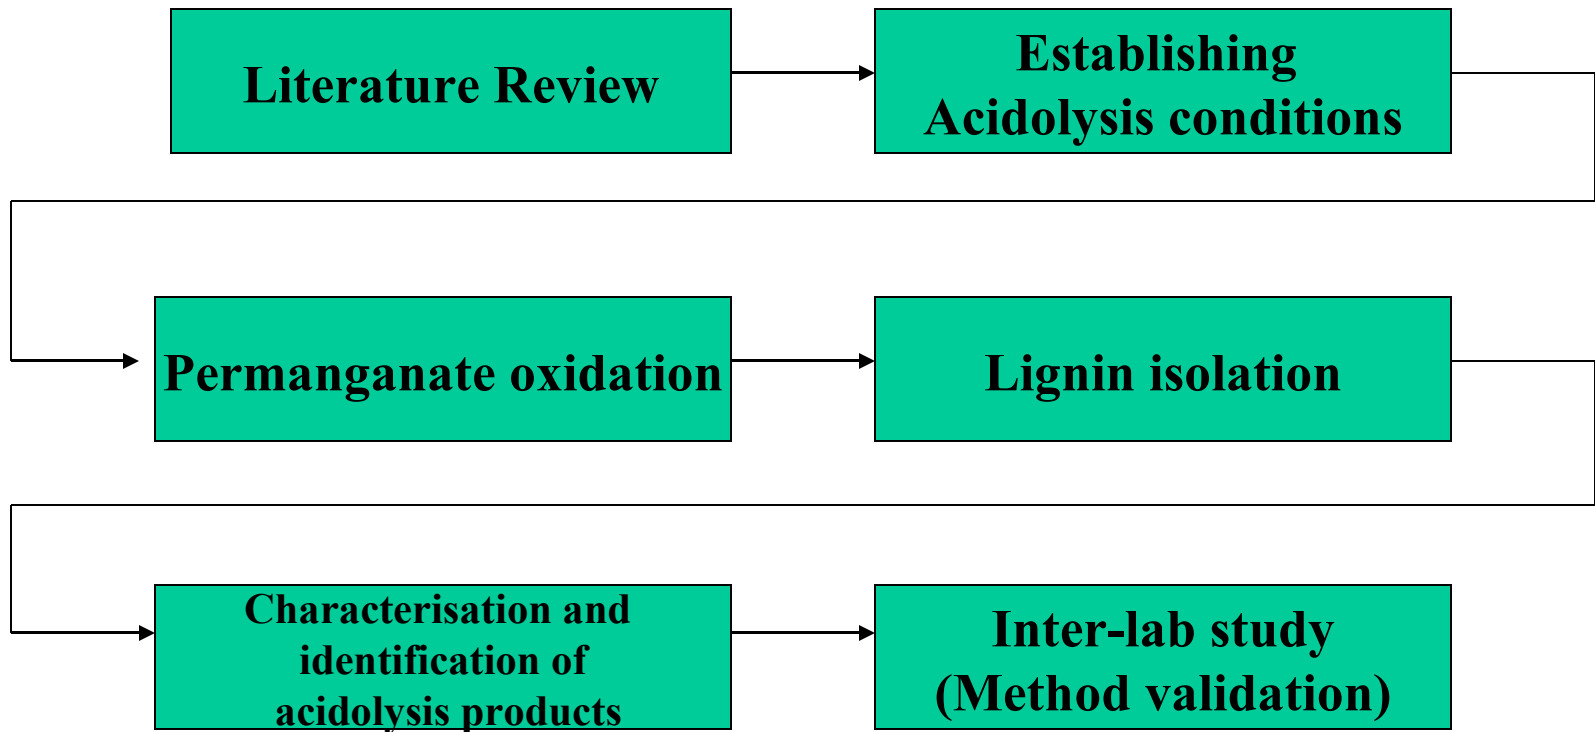 Literature Review
Establishing
Acidolysis conditions
Permanganate oxidation
Lignin isolation
Characterisation and
identification of
acidolysis products
Inter-lab study
(Method validation)